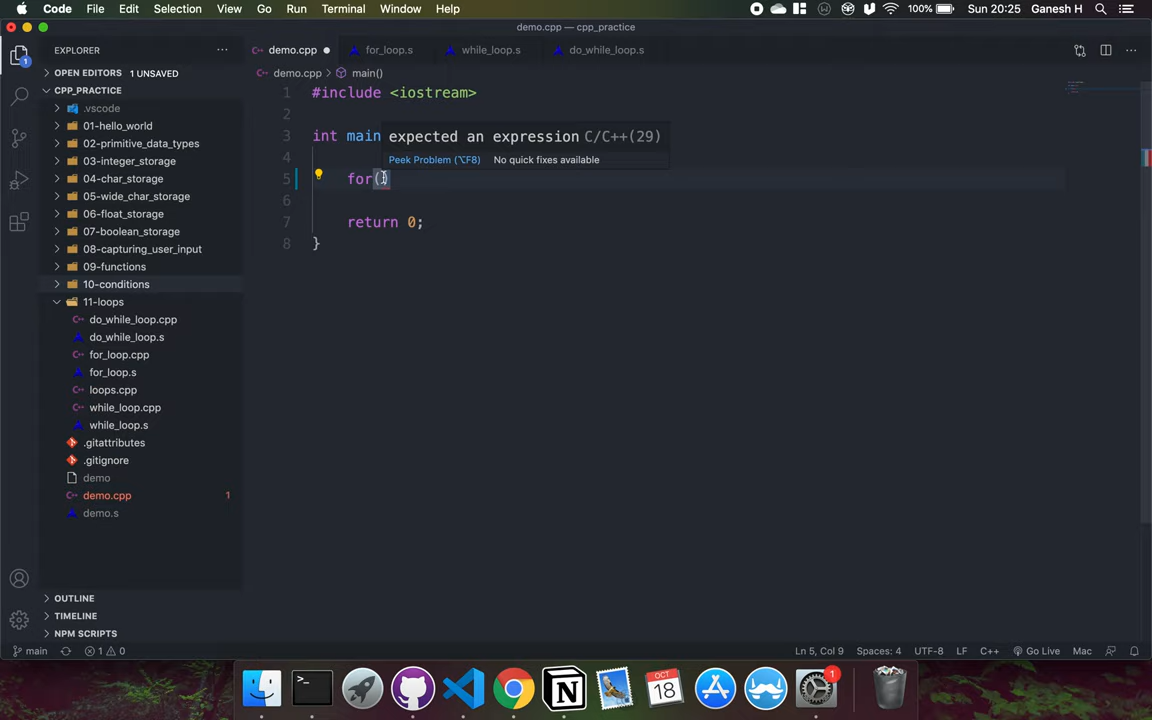 Code File Edit Selection View Go Run Terminal Window Help 100% Sun 20:25 Ganesh H
demo.cpp — cpp_practice
EXPLORER ...
demo.cpp for_loop.s while_loop.s do_while_loop.s ...
OPEN EDITORS 1 UNSAVED
demo.cpp > main()
CPP_PRACTICE
.vscode
01-hello_world
02-primitive_data_types
03-integer_storage
04-char_storage
05-wide_char_storage
06-float_storage
07-boolean_storage
08-capturing_user_input
09-functions
10-conditions
11-loops
do_while_loop.cpp
do_while_loop.s
for_loop.cpp
for_loop.s
loops.cpp
while_loop.cpp
while_loop.s
.gitattributes
.gitignore
demo
demo.cpp 1
demo.s
OUTLINE
TIMELINE
NPM SCRIPTS
1 #include <iostream>
2
3 int main
4
5 for()
6
7 return 0;
8 }
expected an expression C/C++(29)
Peek Problem (⌥F8) No quick fixes available
main 1 0 Ln 5, Col 9 Spaces: 4 UTF-8 LF C++ Go Live Mac
1
>_
N
OCT
18
1